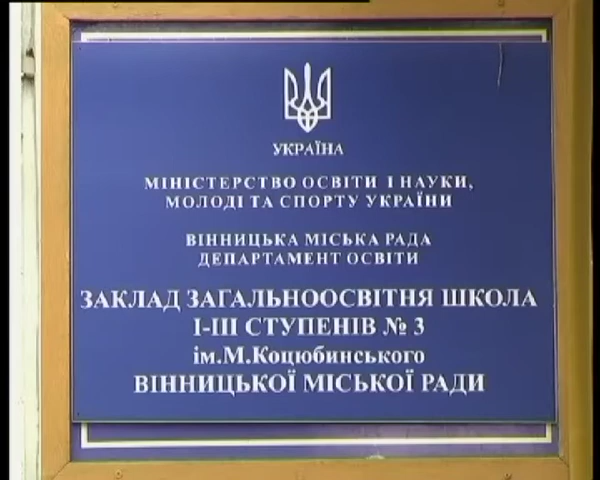 УКРАЇНА
МІНІСТЕРСТВО ОСВІТИ І НАУКИ,
МОЛОДІ ТА СПОРТУ УКРАЇНИ
ВІННИЦЬКА МІСЬКА РАДА
ДЕПАРТАМЕНТ ОСВІТИ
ЗАКЛАД ЗАГАЛЬНООСВІТНЯ ШКОЛА
І-ІІІ СТУПЕНІВ № 3
ім.М.Коцюбинського
ВІННИЦЬКОЇ МІСЬКОЇ РАДИ